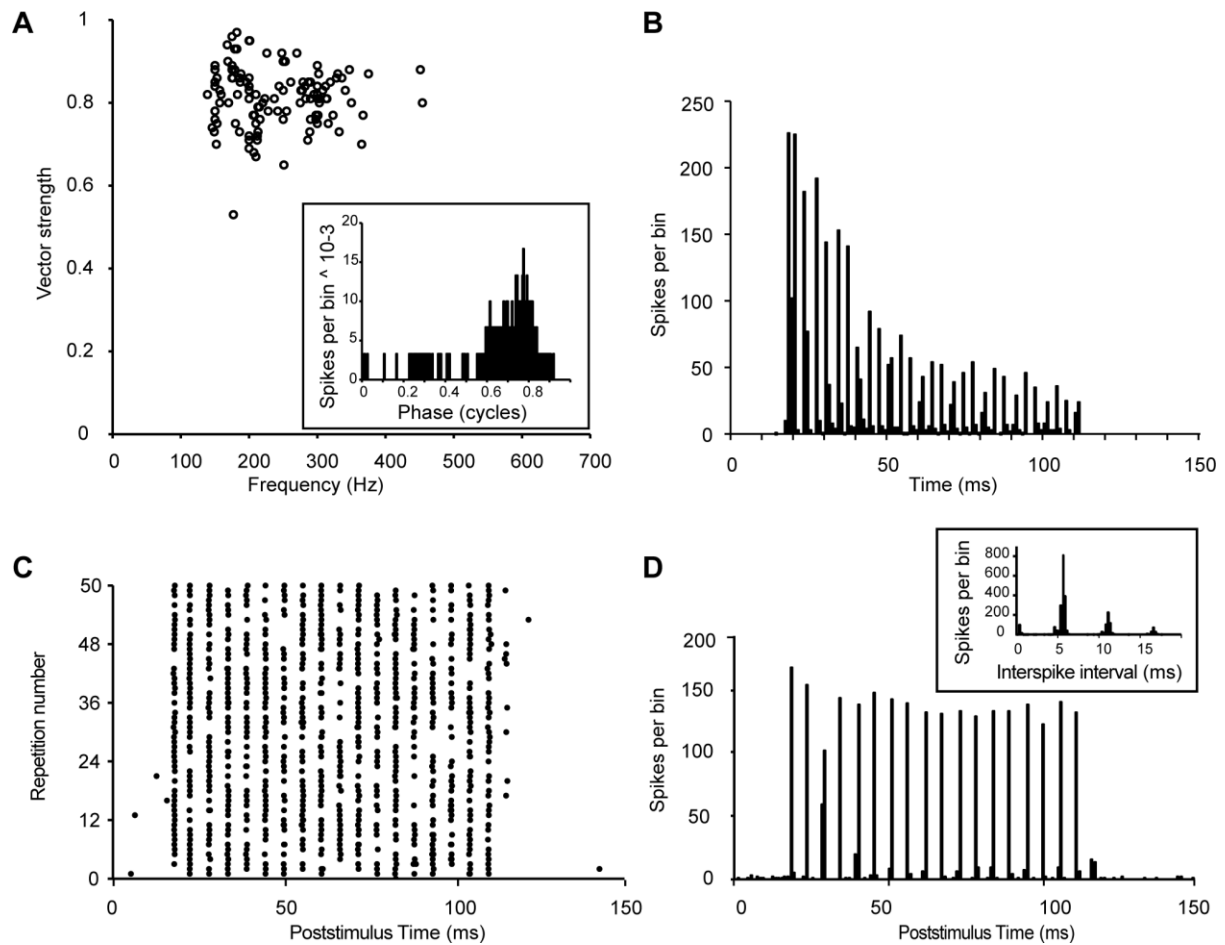 A
Vector strength
1
0.8
0.6
0.4
0.2
0
0 100 200 300 400 500 600 700
Frequency (Hz)
Spikes per bin ^ 10-3
20
15
10
5
0
0 0.2 0.4 0.6 0.8
Phase (cycles)
B
Spikes per bin
250
200
150
100
50
0
0 50 100 150
Time (ms)
C
Repetition number
50
48
36
24
12
0
0 50 100 150
Poststimulus Time (ms)
D
Spikes per bin
200
150
100
50
0
0 50 100 150
Poststimulus Time (ms)
Spikes per bin
800
600
400
200
0
0 5 10 15
Interspike interval (ms)